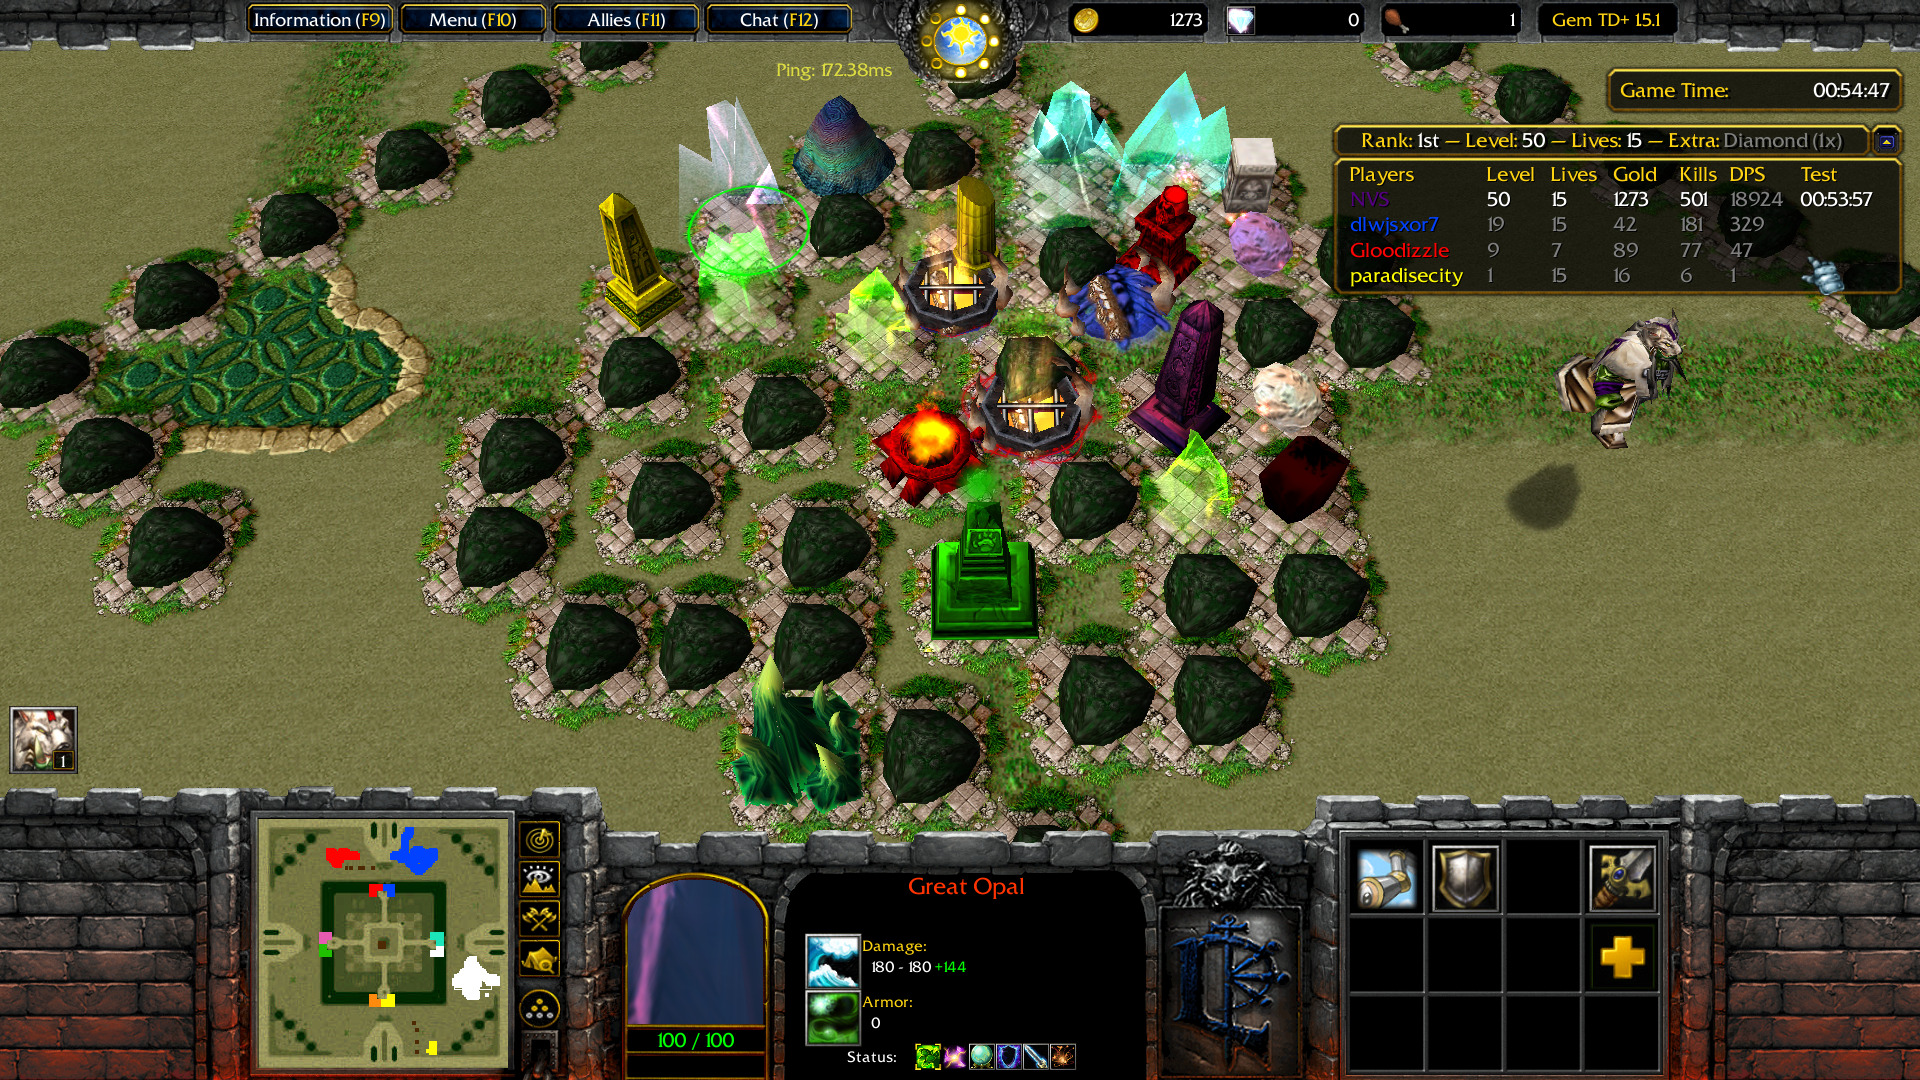 Information (F9) Menu (F10) Allies (F11) Chat (F12) 1273 0 1 Gem TD+ 15.1
Ping: 172.38ms
Game Time: 00:54:47
Rank: 1st – Level: 50 – Lives: 15 – Extra: Diamond (1x)
Players Level Lives Gold Kills DPS Test
NVS 50 15 1273 501 18924 00:53:57
dlwjsxor7 19 15 42 181 329
Gloodizzle 9 7 89 77 47
paradisecity 1 15 16 6 1
1
Great Opal
Damage:
180 - 180 +144
Armor:
0
100 / 100
Status: